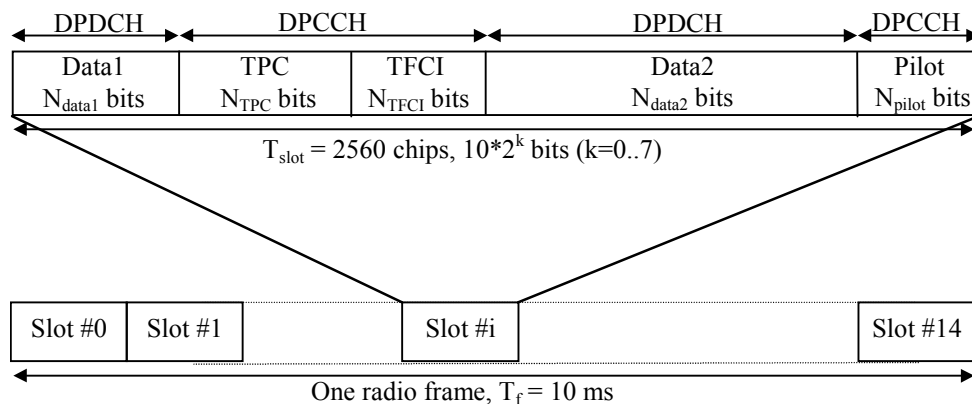 DPDCH DPCCH DPDCH DPCCH
Data1 TPC TFCI Data2 Pilot
N_data1 bits N_TPC bits N_TFCI bits N_data2 bits N_pilot bits
T_slot = 2560 chips, 10*2^k bits (k=0..7)
Slot #0 Slot #1 Slot #i Slot #14
One radio frame, T_f = 10 ms